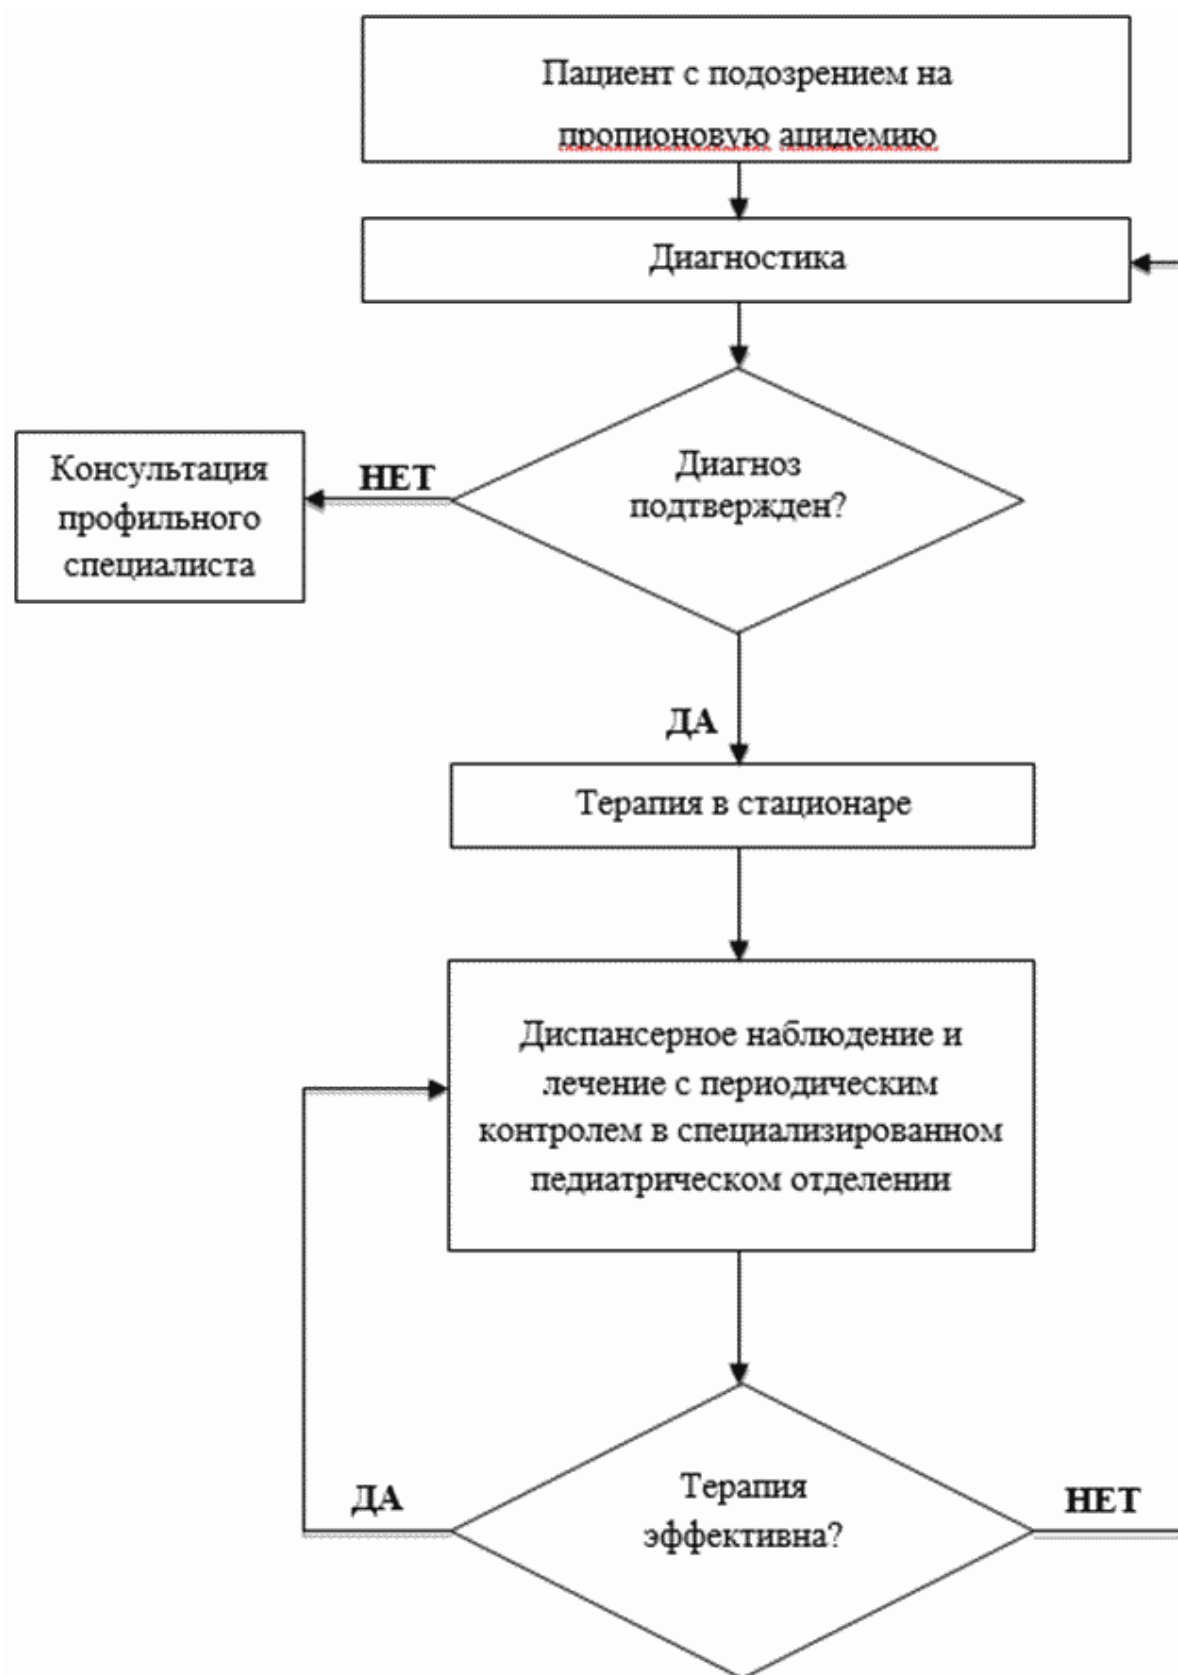 Пациент с подозрением на
пропионовую ацидемию
Диагностика
Диагноз
подтвержден?
НЕТ
Консультация
профильного
специалиста
ДА
Терапия в стационаре
Диспансерное наблюдение и
лечение с периодическим
контролем в специализированном
педиатрическом отделении
Терапия
эффективна?
ДА
НЕТ